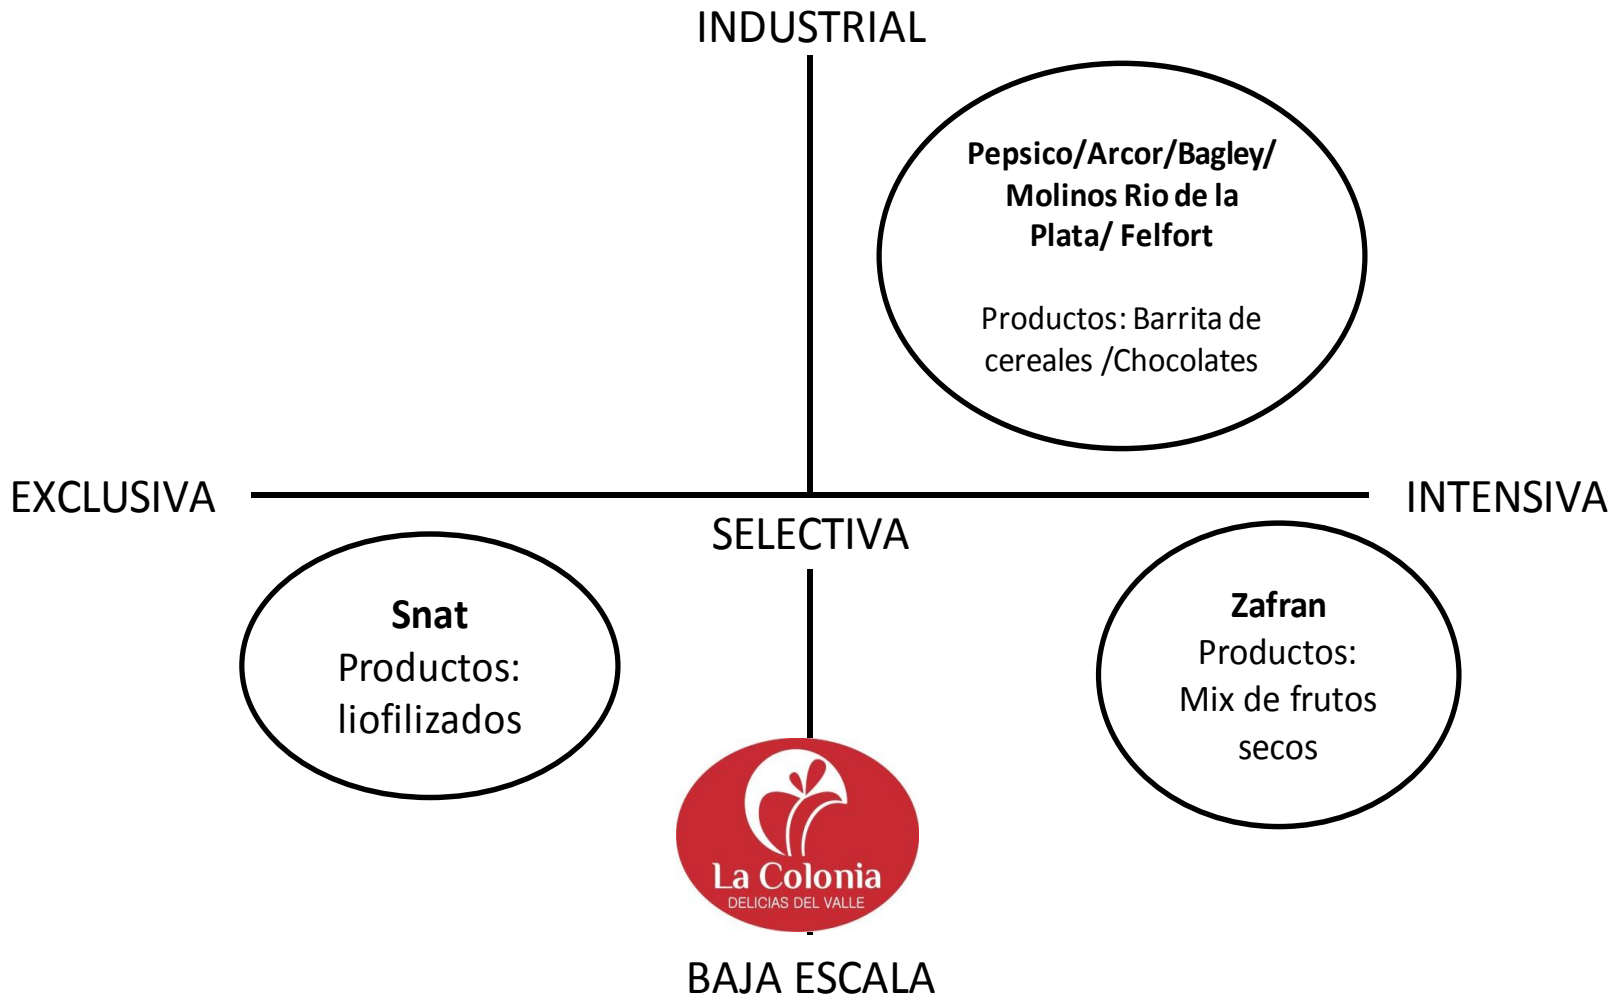 INDUSTRIAL
Pepsico/Arcor/Bagley/
Molinos Rio de la
Plata/ Felfort
Productos: Barrita de
cereales /Chocolates
EXCLUSIVA
INTENSIVA
SELECTIVA
Snat
Productos:
liofilizados
Zafran
Productos:
Mix de frutos
secos
La Colonia
DELICIAS DEL VALLE
BAJA ESCALA